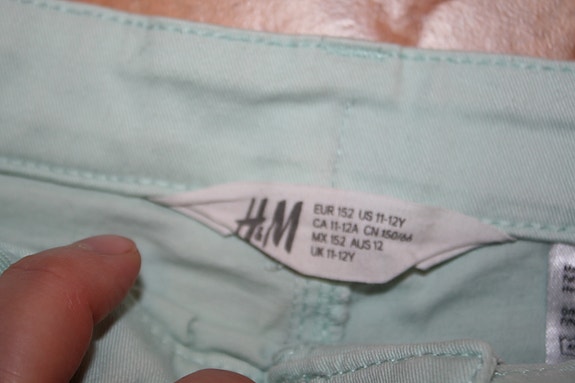 H&M
EUR 152 US 11-12Y
CA 11-12A CN 150/64
MX 152 AUS 12
UK 11-12Y